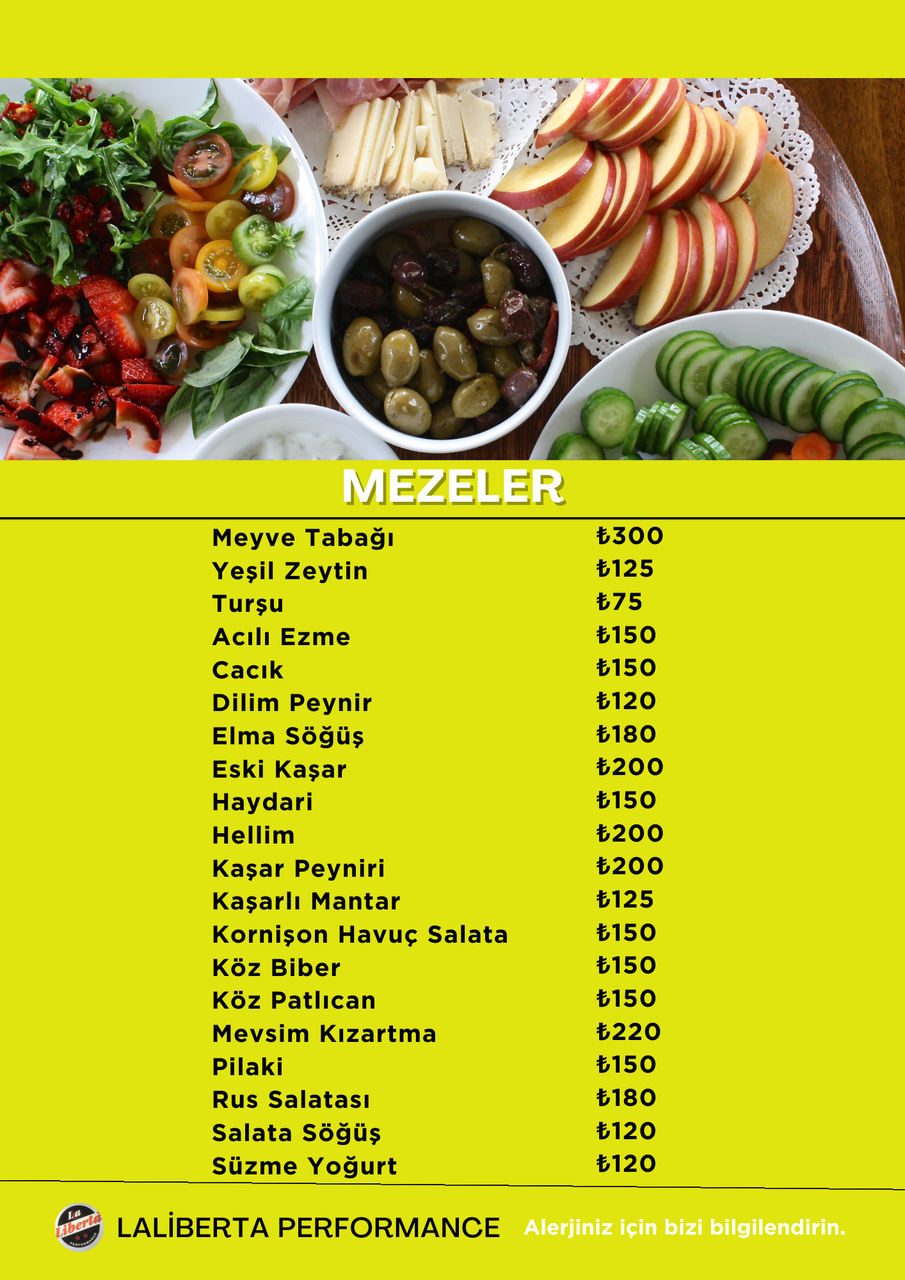 MEZELER
Meyve Tabağı ₺300
Yeşil Zeytin ₺125
Turşu ₺75
Acılı Ezme ₺150
Cacık ₺150
Dilim Peynir ₺120
Elma Söğüş ₺180
Eski Kaşar ₺200
Haydari ₺150
Hellim ₺200
Kaşar Peyniri ₺200
Kaşarlı Mantar ₺125
Kornişon Havuç Salata ₺150
Köz Biber ₺150
Köz Patlıcan ₺150
Mevsim Kızartma ₺220
Pilaki ₺150
Rus Salatası ₺180
Salata Söğüş ₺120
Süzme Yoğurt ₺120
La
Liberta
PERFORMANCE
LALİBERTA PERFORMANCE
Alerjiniz için bizi bilgilendirin.